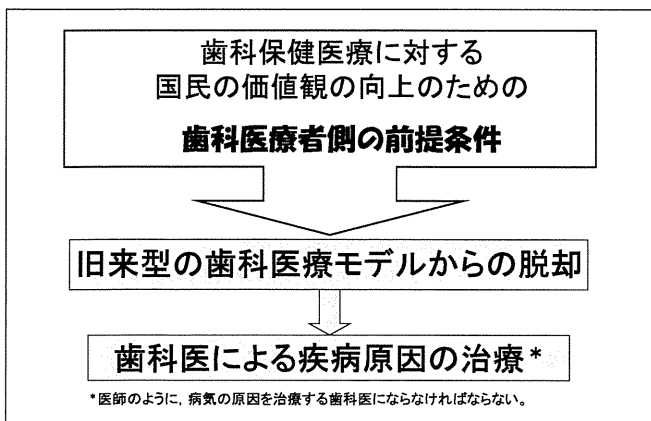 歯科保健医療に対する
国民の価値観の向上のための
歯科医療者側の前提条件
旧来型の歯科医療モデルからの脱却
歯科医による疾病原因の治療*
*医師のように，病気の原因を治療する歯科医にならなければならない。